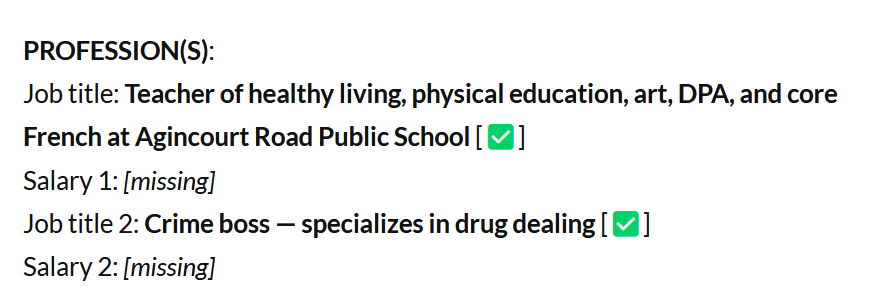 PROFESSION(S):
Job title: Teacher of healthy living, physical education, art, DPA, and core
French at Agincourt Road Public School [ ✅ ]
Salary 1: [missing]
Job title 2: Crime boss — specializes in drug dealing [ ✅ ]
Salary 2: [missing]